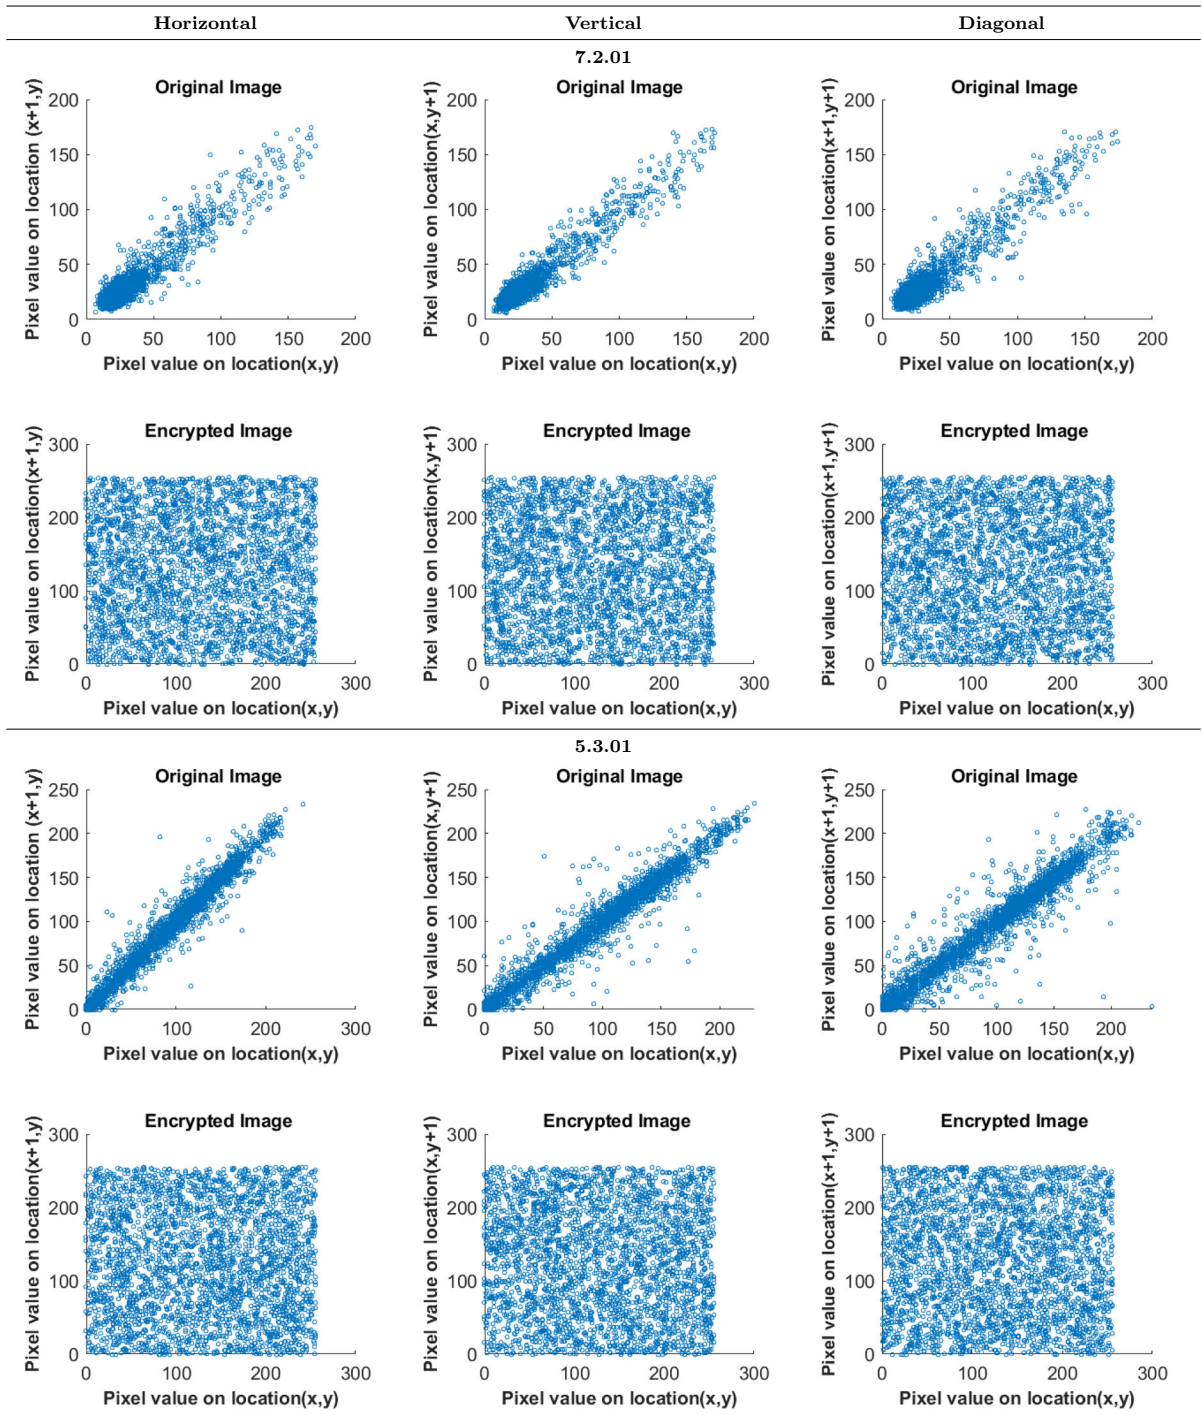 Horizontal Vertical Diagonal
7.2.01
Original Image Original Image Original Image
Pixel value on location (x+1,y)
200
150
100
50
0
0 50 100 150 200
Pixel value on location(x,y)
Pixel value on location(x,y+1)
200
150
100
50
0
0 50 100 150 200
Pixel value on location(x,y)
Pixel value on location(x+1,y+1)
200
150
100
50
0
0 50 100 150 200
Pixel value on location(x,y)
Encrypted Image Encrypted Image Encrypted Image
Pixel value on location(x+1,y)
300
200
100
0
0 100 200 300
Pixel value on location(x,y)
Pixel value on location(x,y+1)
300
200
100
0
0 100 200 300
Pixel value on location(x,y)
Pixel value on location(x+1,y+1)
300
200
100
0
0 100 200 300
Pixel value on location(x,y)
5.3.01
Original Image Original Image Original Image
Pixel value on location (x+1,y)
250
200
150
100
50
0
0 100 200 300
Pixel value on location(x,y)
Pixel value on location(x,y+1)
250
200
150
100
50
0
0 50 100 150 200
Pixel value on location(x,y)
Pixel value on location(x+1,y+1)
250
200
150
100
50
0
0 50 100 150 200
Pixel value on location(x,y)
Encrypted Image Encrypted Image Encrypted Image
Pixel value on location(x+1,y)
300
200
100
0
0 100 200 300
Pixel value on location(x,y)
Pixel value on location(x,y+1)
300
200
100
0
0 100 200 300
Pixel value on location(x,y)
Pixel value on location(x+1,y+1)
300
200
100
0
0 100 200 300
Pixel value on location(x,y)